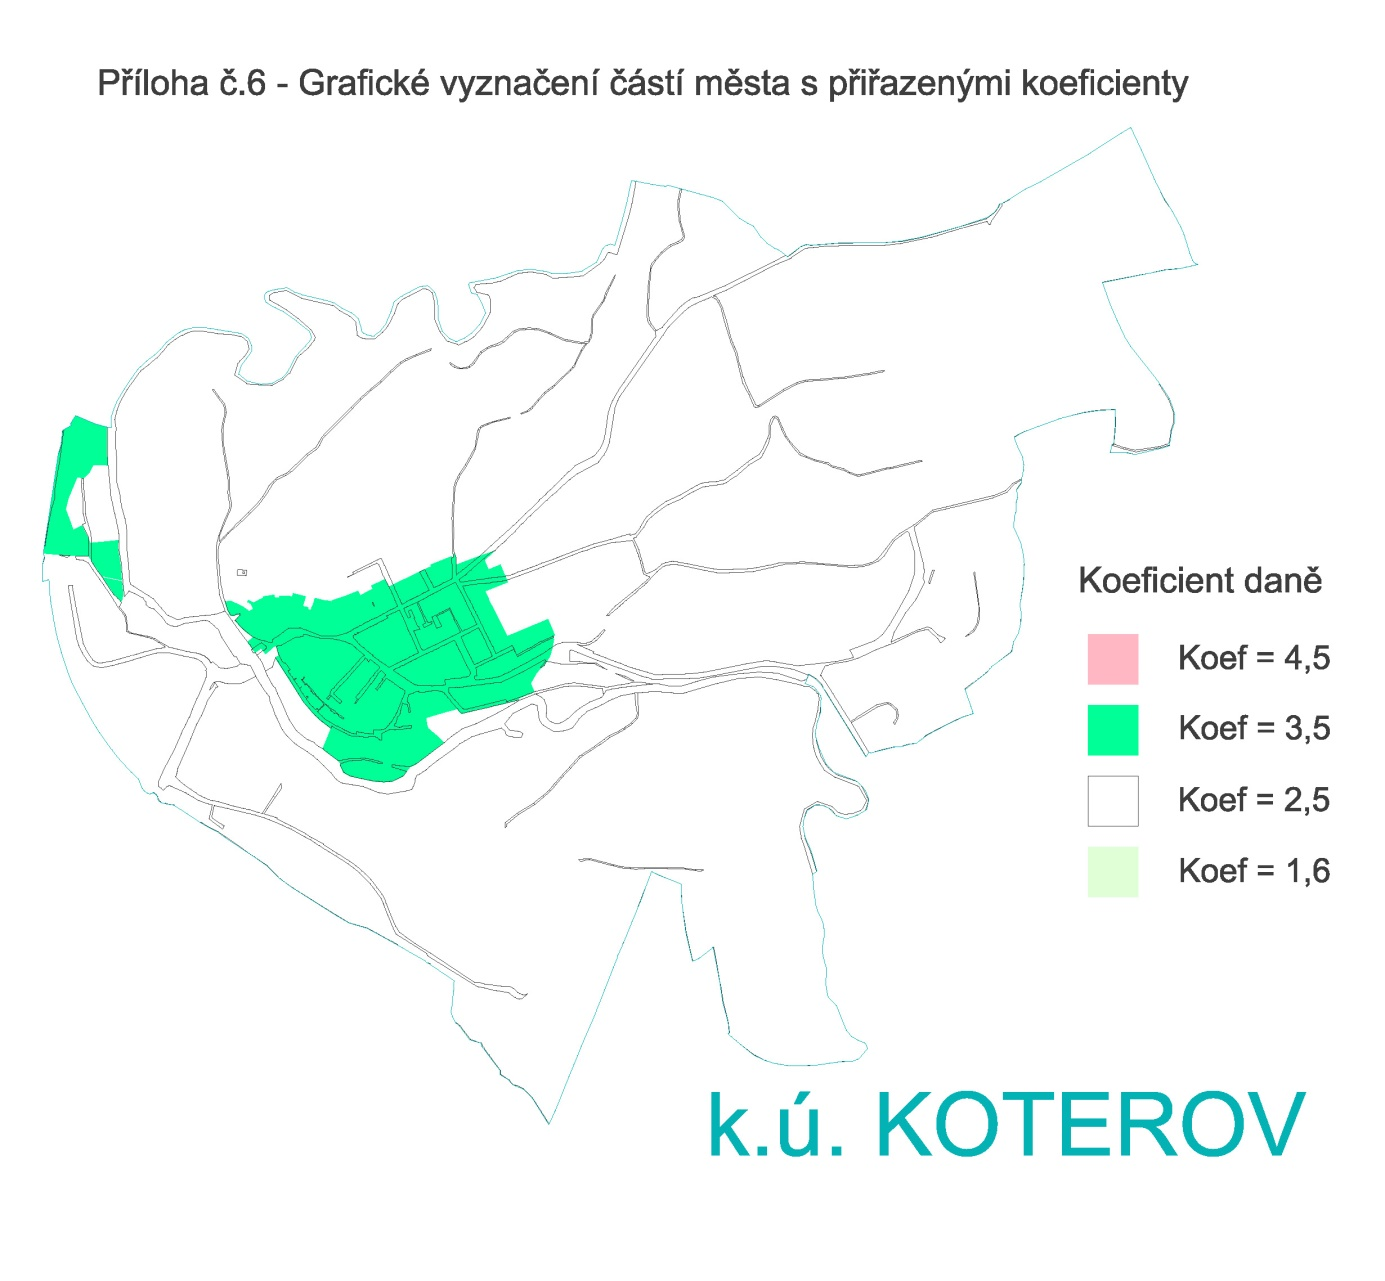 Příloha č.6 - Grafické vyznačení částí města s přiřazenými koeficienty
Koeficient daně
Koef = 4,5
Koef = 3,5
Koef = 2,5
Koef = 1,6
k.ú. KOTEROV